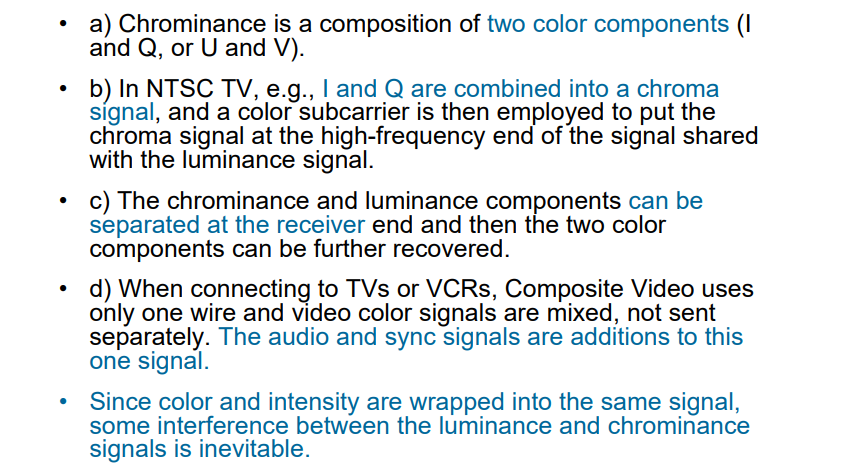 • a) Chrominance is a composition of two color components (I
and Q, or U and V).
• b) In NTSC TV, e.g., I and Q are combined into a chroma
signal, and a color subcarrier is then employed to put the
chroma signal at the high-frequency end of the signal shared
with the luminance signal.
• c) The chrominance and luminance components can be
separated at the receiver end and then the two color
components can be further recovered.
• d) When connecting to TVs or VCRs, Composite Video uses
only one wire and video color signals are mixed, not sent
separately. The audio and sync signals are additions to this
one signal.
• Since color and intensity are wrapped into the same signal,
some interference between the luminance and chrominance
signals is inevitable.